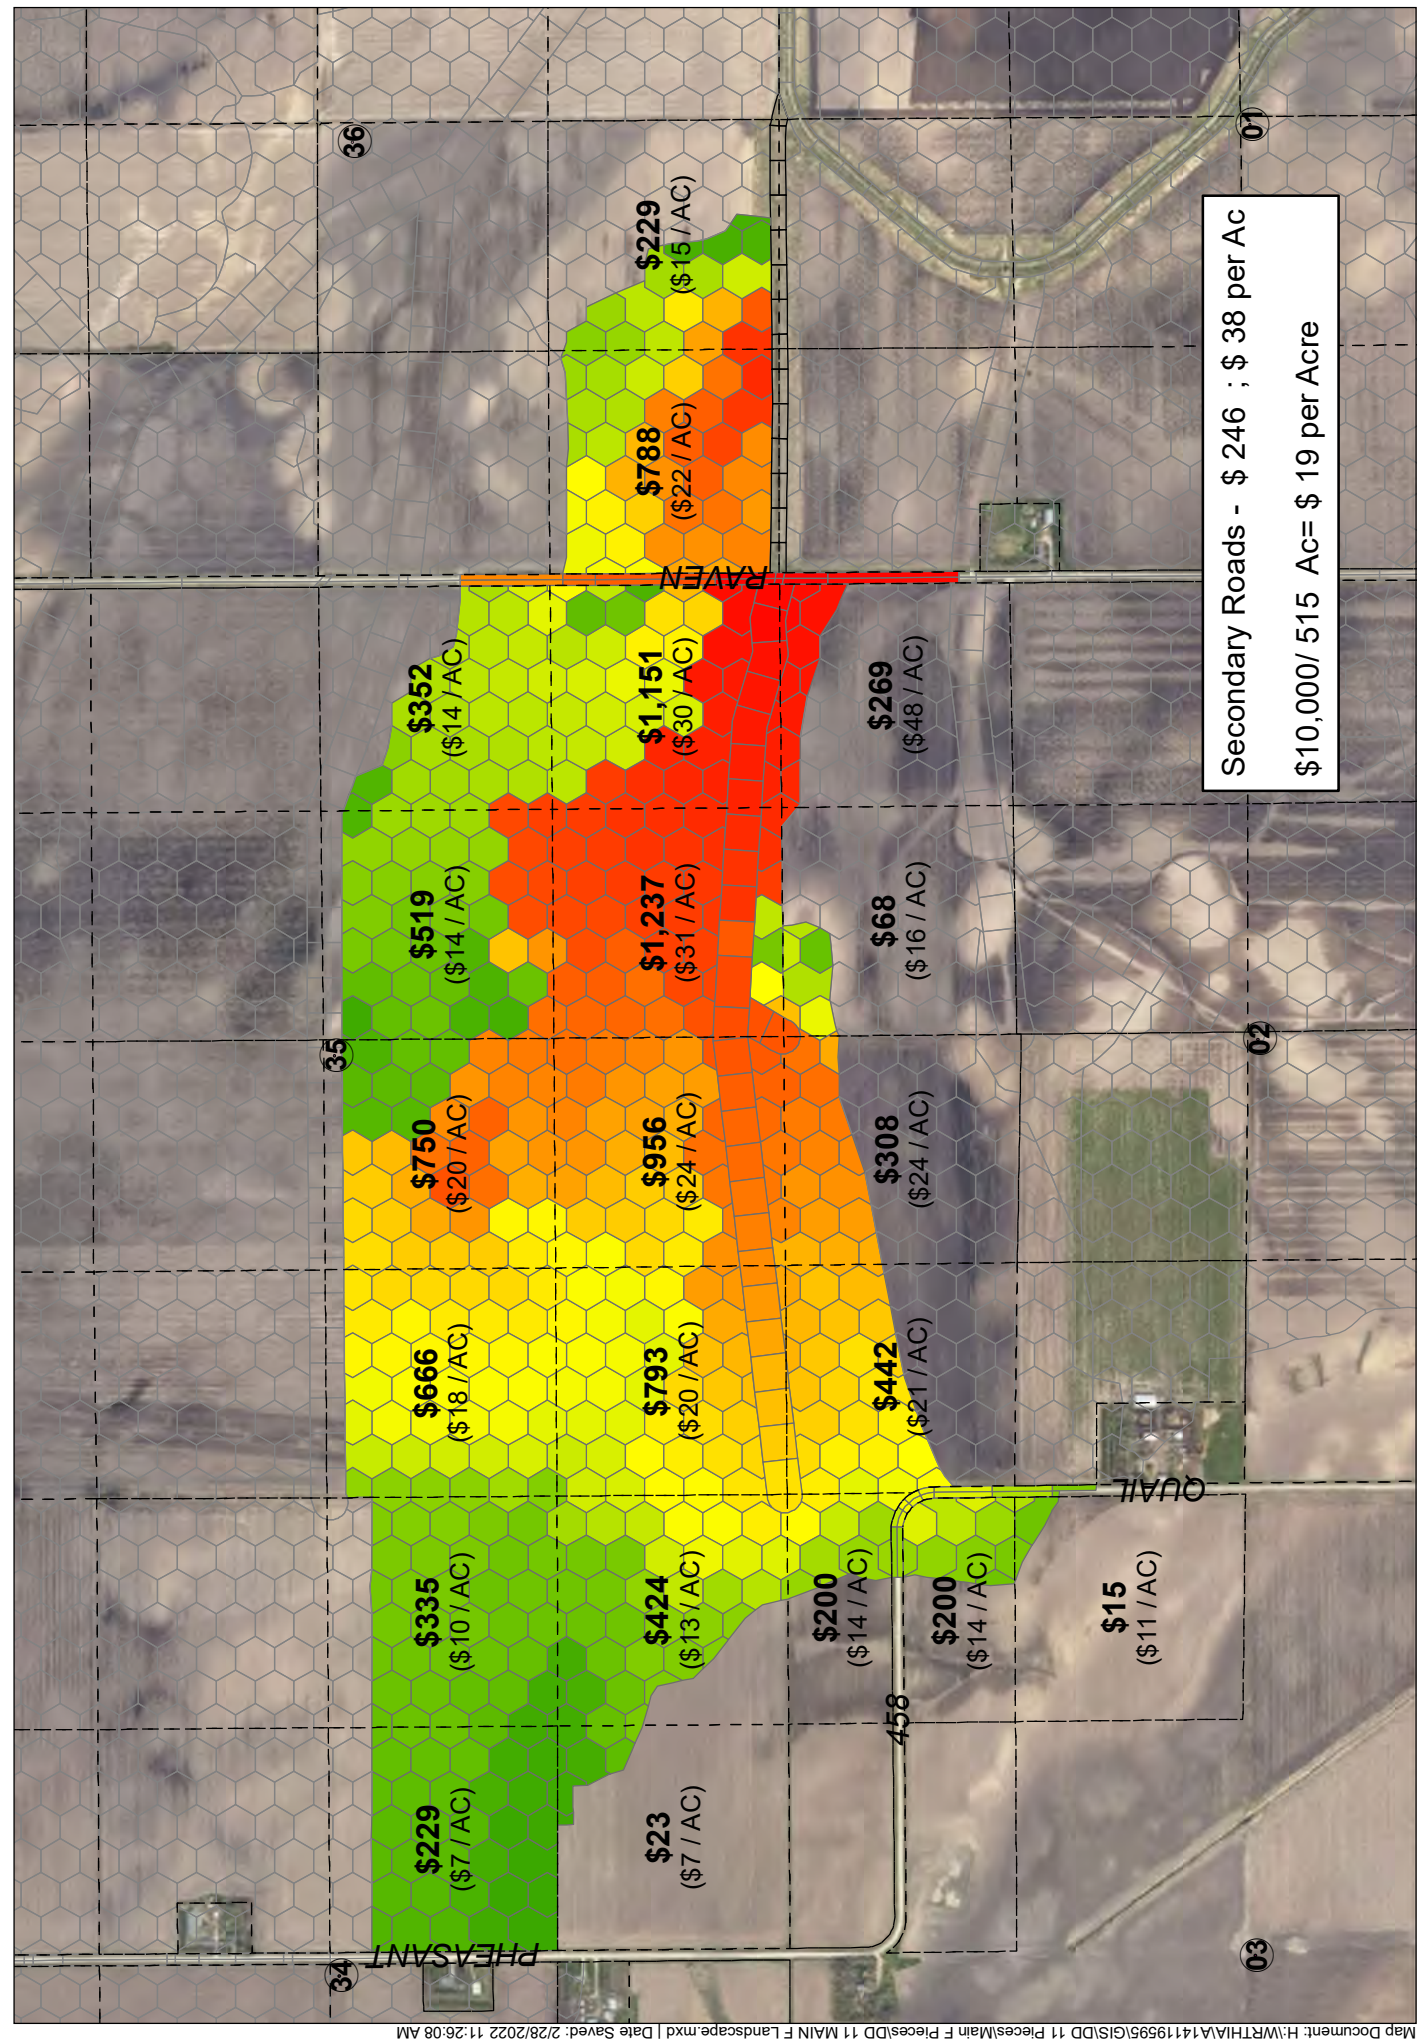 34
35
36
PHEASANT
$229
($7 / AC)
$335
($10 / AC)
$666
($18 / AC)
$750
($20 / AC)
$519
($14 / AC)
$352
($14 / AC)
$23
($7 / AC)
$424
($13 / AC)
$793
($20 / AC)
$956
($24 / AC)
$1,237
($31 / AC)
$1,151
($30 / AC)
RAVEN
$788
($22 / AC)
$229
($15 / AC)
$200
($14 / AC)
458
$200
($14 / AC)
$442
($21 / AC)
$308
($24 / AC)
$68
($16 / AC)
$269
($48 / AC)
$15
($11 / AC)
QUAIL
03
02
01
Secondary Roads - $ 246 ; $ 38 per Ac
$10,000/ 515 Ac= $ 19 per Acre
Map Document: H:\WRTHIA\A14119595\GIS\DD 11 Pieces\Main F Pieces\DD 11 MAIN F Landscape.mxd | Date Saved: 2/28/2022 11:26:08 AM